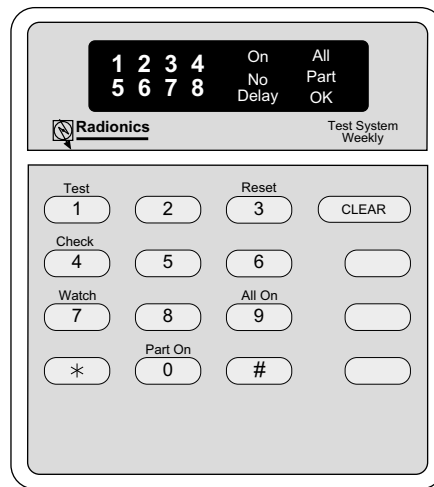 1 2 3 4 On All
5 6 7 8 No Delay Part
OK
Radionics Test System
Weekly
Test Reset
1 2 3 CLEAR
Check
4 5 6
Watch All On
7 8 9
Part On
* 0 #